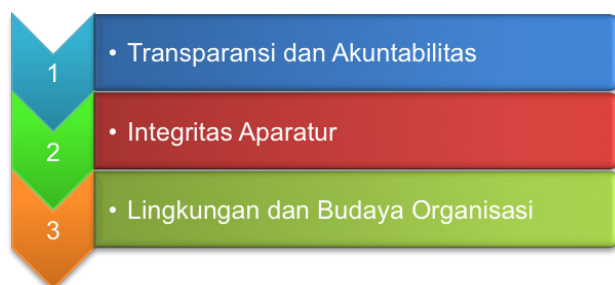 1
• Transparansi dan Akuntabilitas
2
• Integritas Aparatur
3
• Lingkungan dan Budaya Organisasi